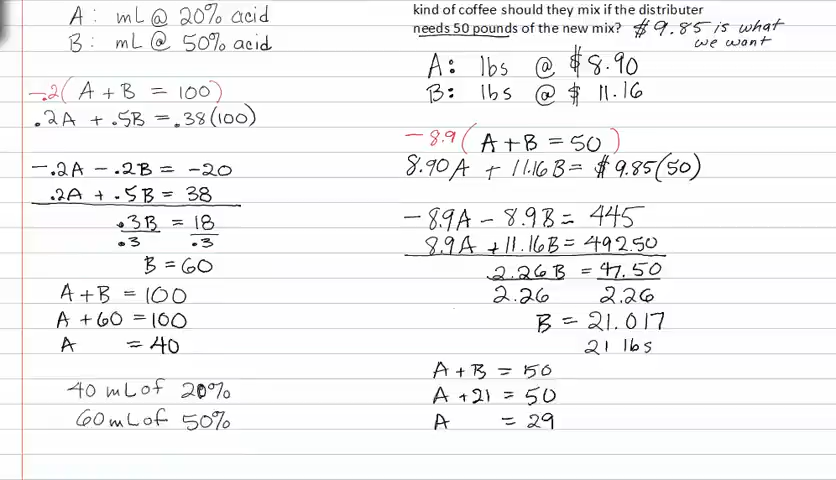 A: mL @ 20% acid
B: mL @ 50% acid
-.2( A + B = 100)
.2A + .5B = .38(100)
-.2A - .2B = -20
.2A + .5B = 38
.3B = 18
.3 .3
B = 60
A + B = 100
A + 60 = 100
A = 40
40 mL of 20%
60 mL of 50%
kind of coffee should they mix if the distributer
needs 50 pounds of the new mix? $9.85 is what
we want
A: lbs @ $8.90
B: lbs @ $ 11.16
-8.9( A + B = 50 )
8.90A + 11.16B = $9.85(50)
-8.9A - 8.9B = 445
8.9A + 11.16B = 492.50
2.26B = 47.50
2.26 2.26
B = 21.017
21 lbs
A + B = 50
A + 21 = 50
A = 29